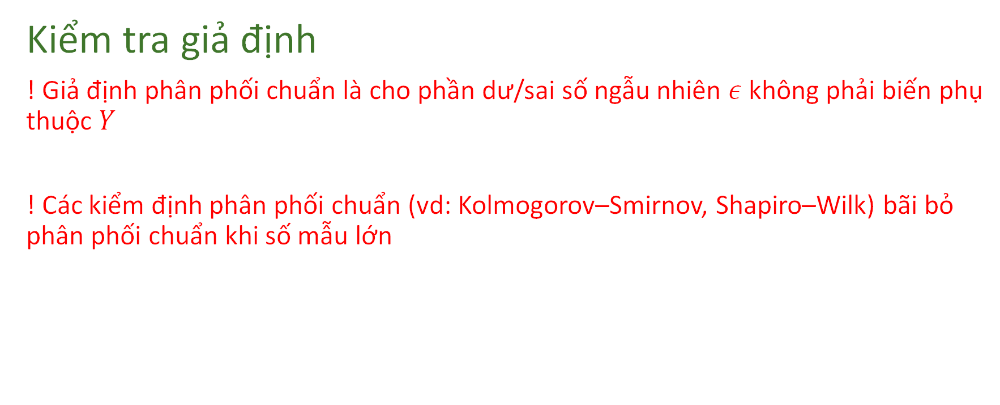 Kiểm tra giả định
! Giả định phân phối chuẩn là cho phần dư/sai số ngẫu nhiên ϵ không phải biến phụ
thuộc Y
! Các kiểm định phân phối chuẩn (vd: Kolmogorov–Smirnov, Shapiro–Wilk) bãi bỏ
phân phối chuẩn khi số mẫu lớn